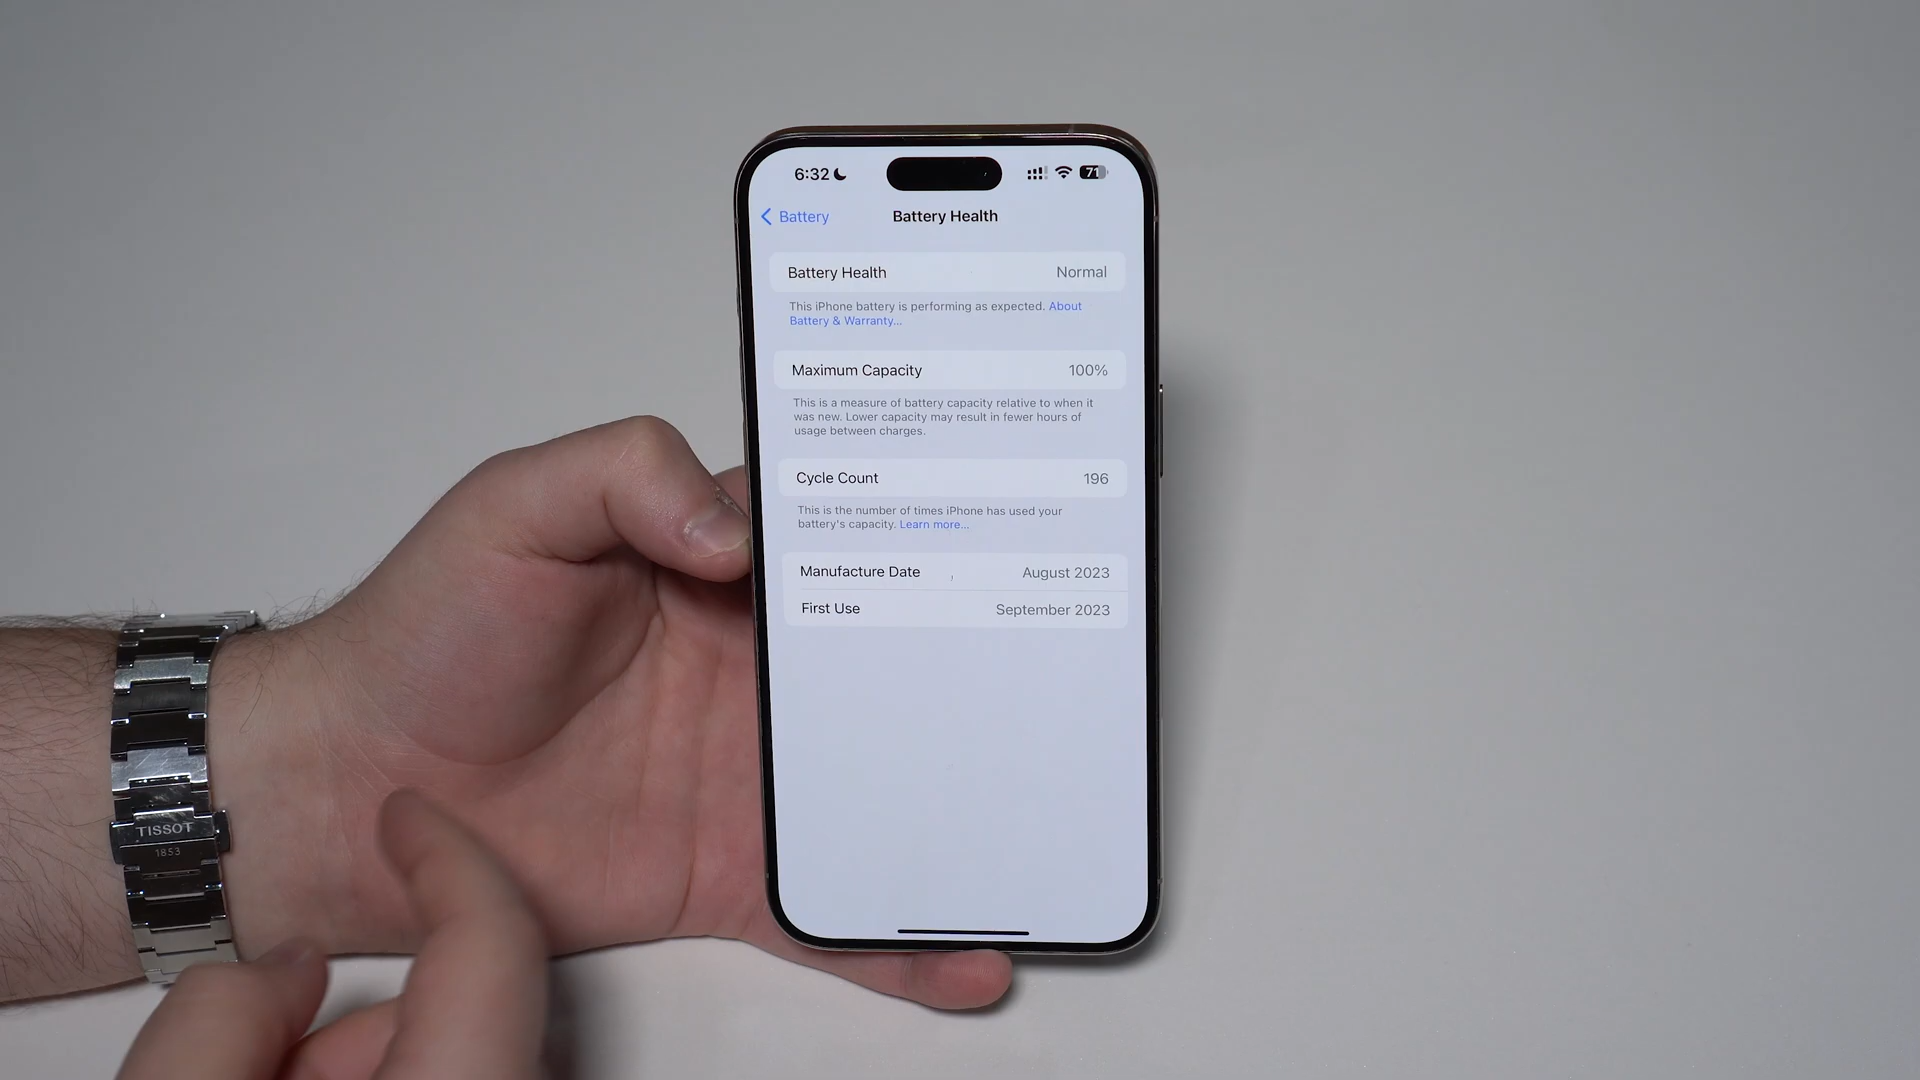 6:32
71
Battery
Battery Health
Battery Health
Normal
This iPhone battery is performing as expected. About
Battery & Warranty...
Maximum Capacity
100%
This is a measure of battery capacity relative to when it
was new. Lower capacity may result in fewer hours of
usage between charges.
Cycle Count
196
This is the number of times iPhone has used your
battery's capacity. Learn more...
Manufacture Date
August 2023
First Use
September 2023
TISSOT
1853